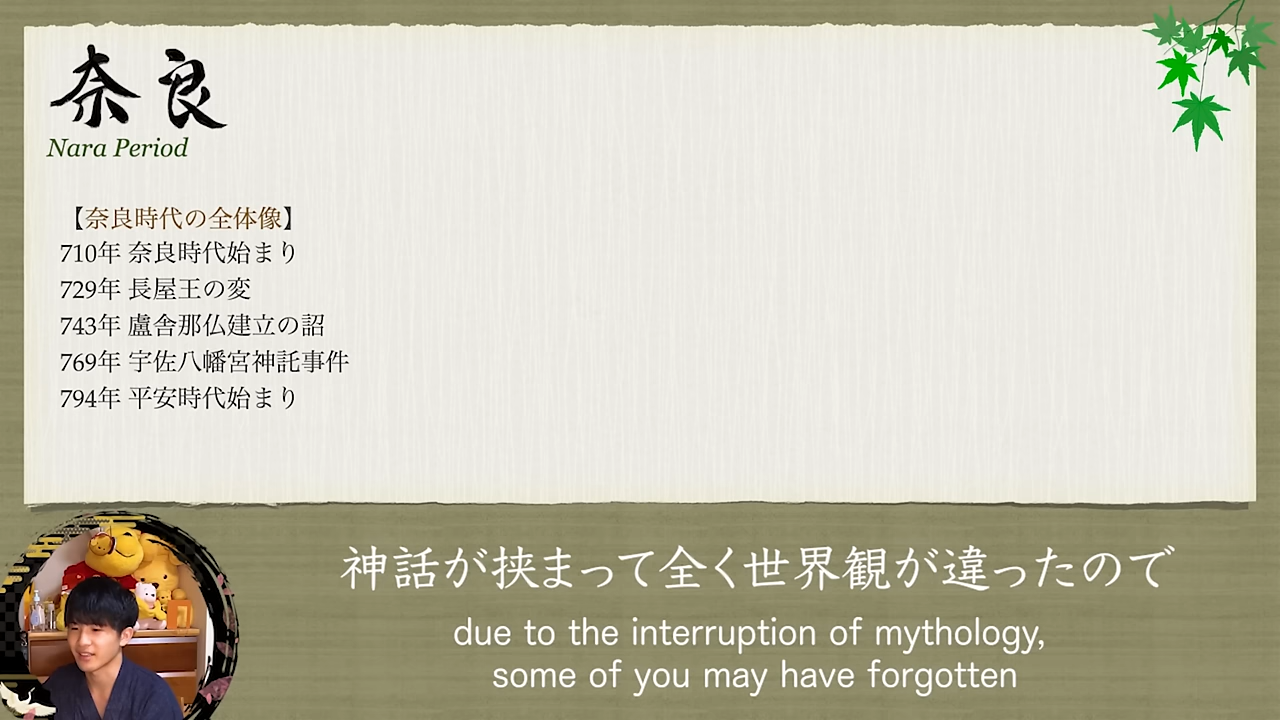 奈良
Nara Period
【奈良時代の全体像】
710年 奈良時代始まり
729年 長屋王の変
743年 盧舎那仏建立の詔
769年 宇佐八幡宮神託事件
794年 平安時代始まり
神話が挟まって全く世界観が違ったので
due to the interruption of mythology,
some of you may have forgotten